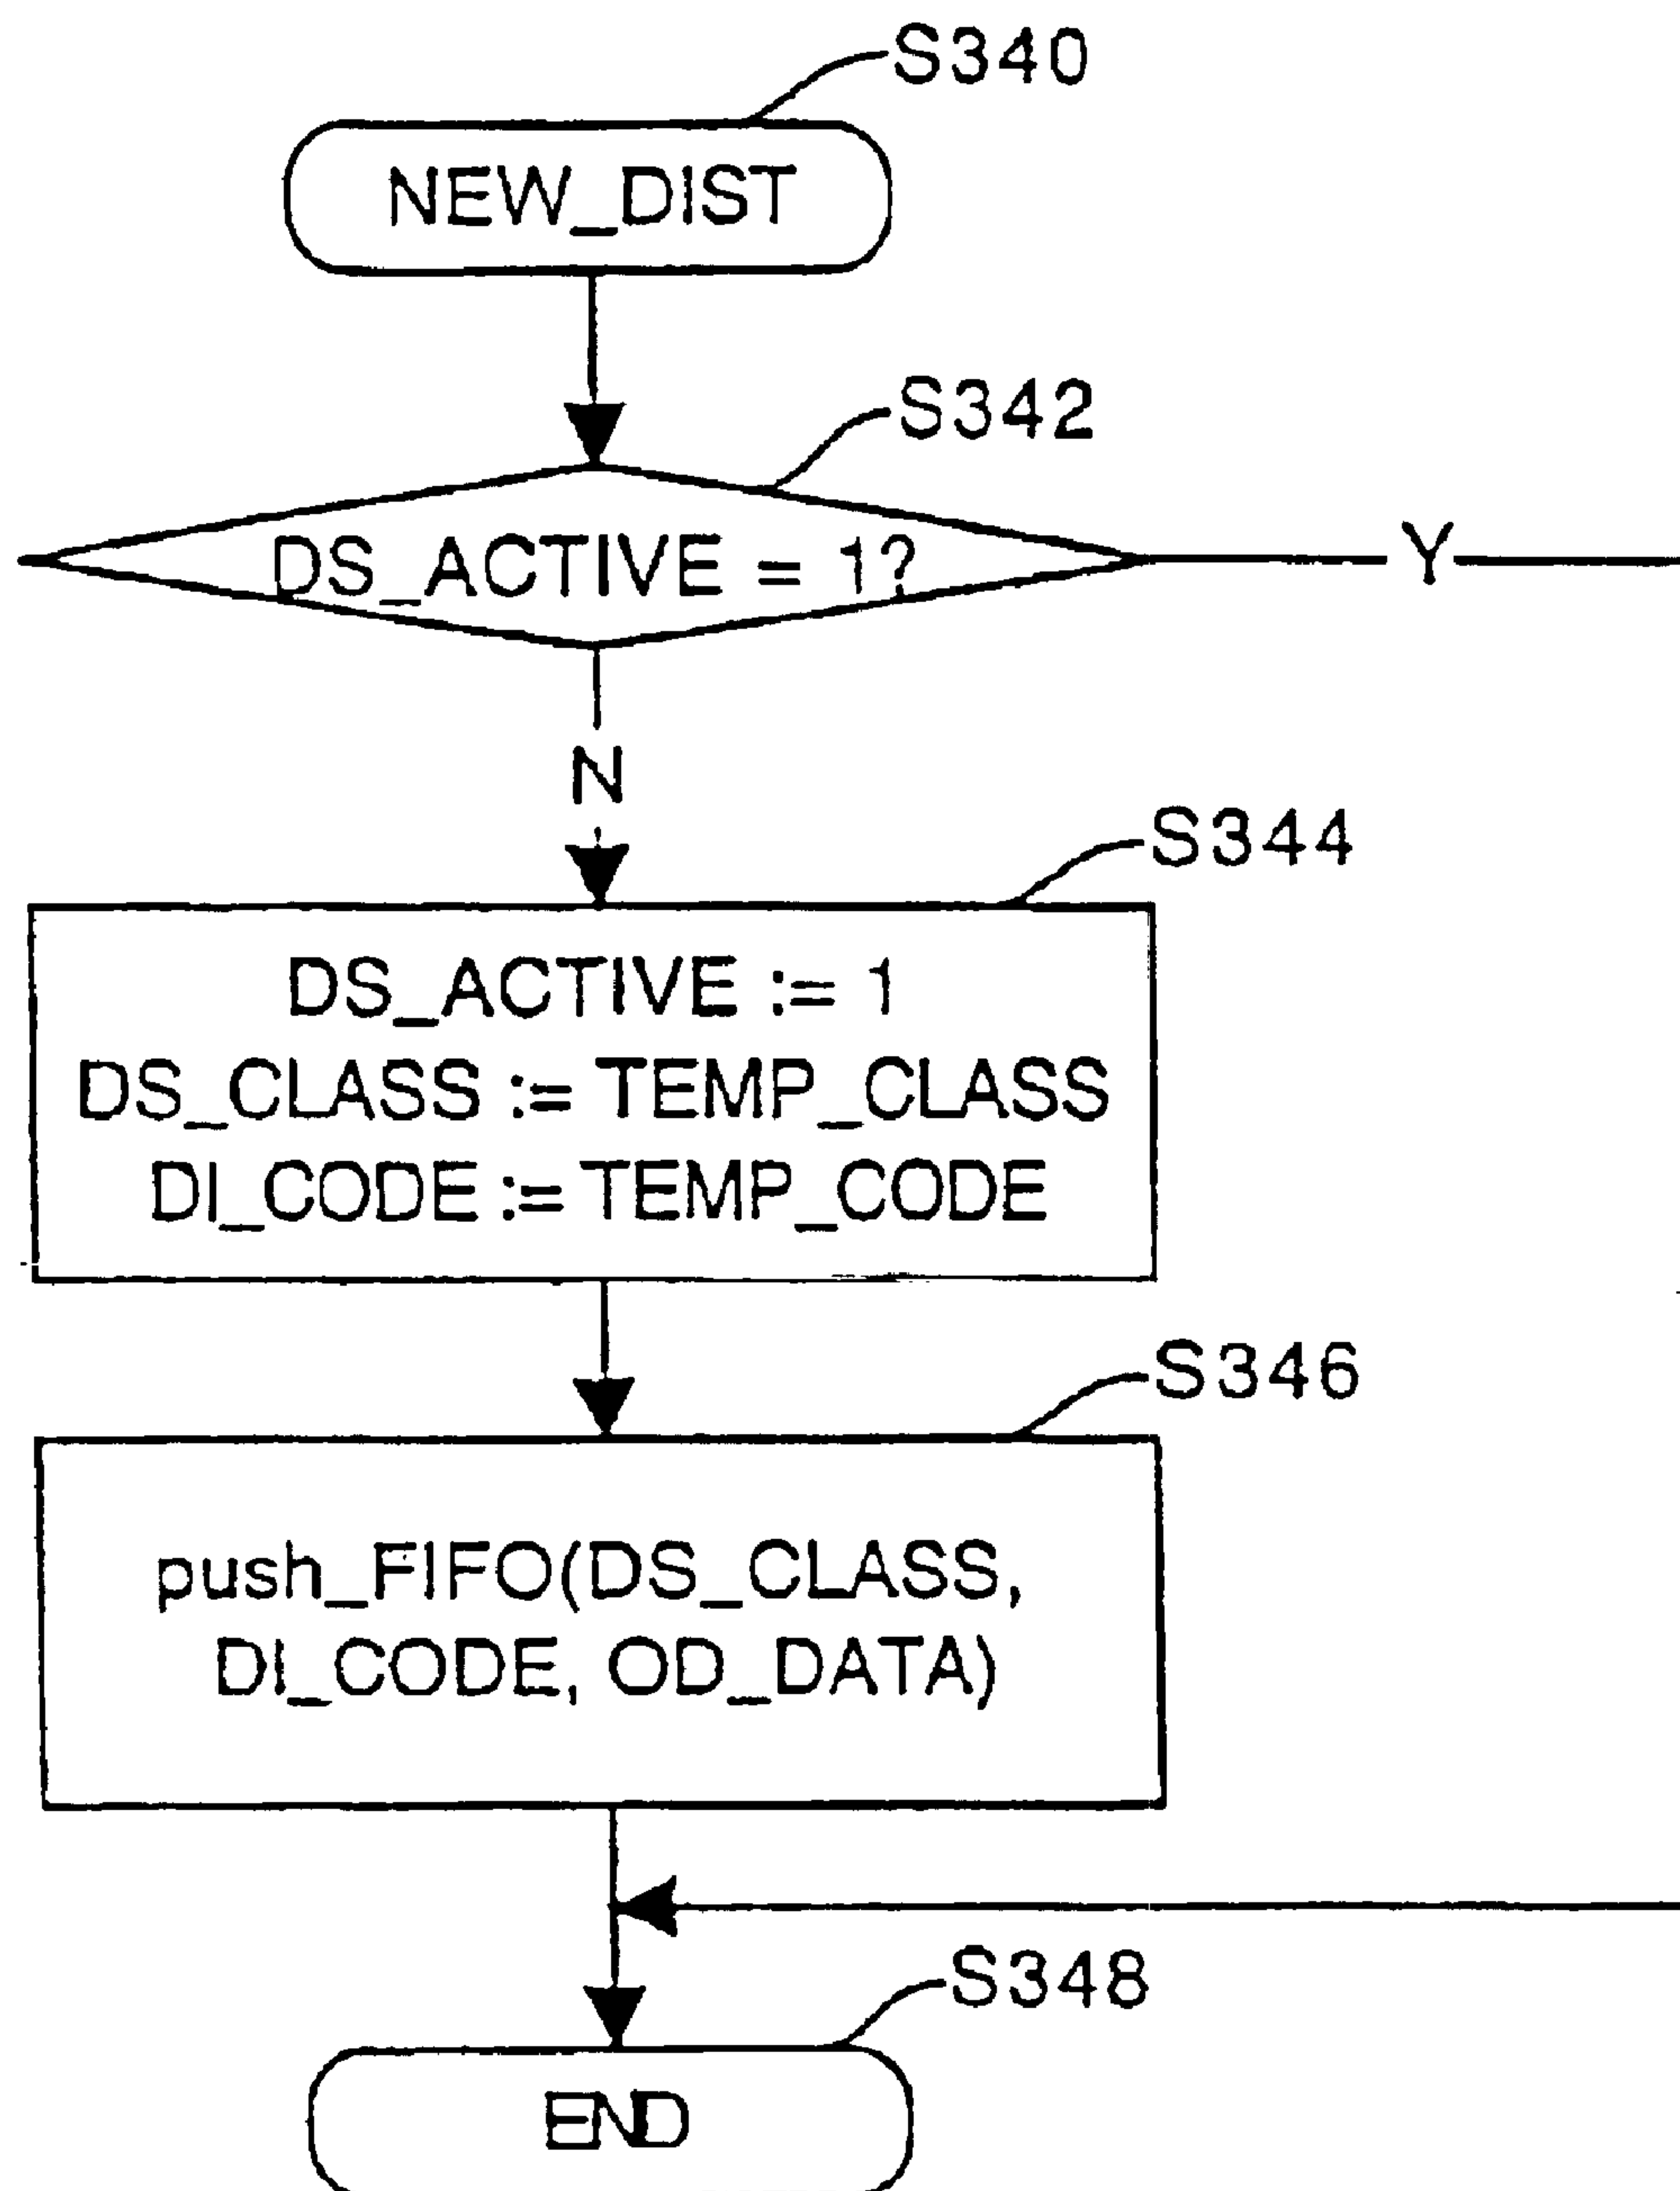 S340
NEW_DIST
S342
DS_ACTIVE = 1?
Y
N
S344
DS_ACTIVE := 1
DS_CLASS := TEMP_CLASS
DI_CODE := TEMP_CODE
S346
push_FIFO(DS_CLASS,
DI_CODE, OD_DATA)
S348
END